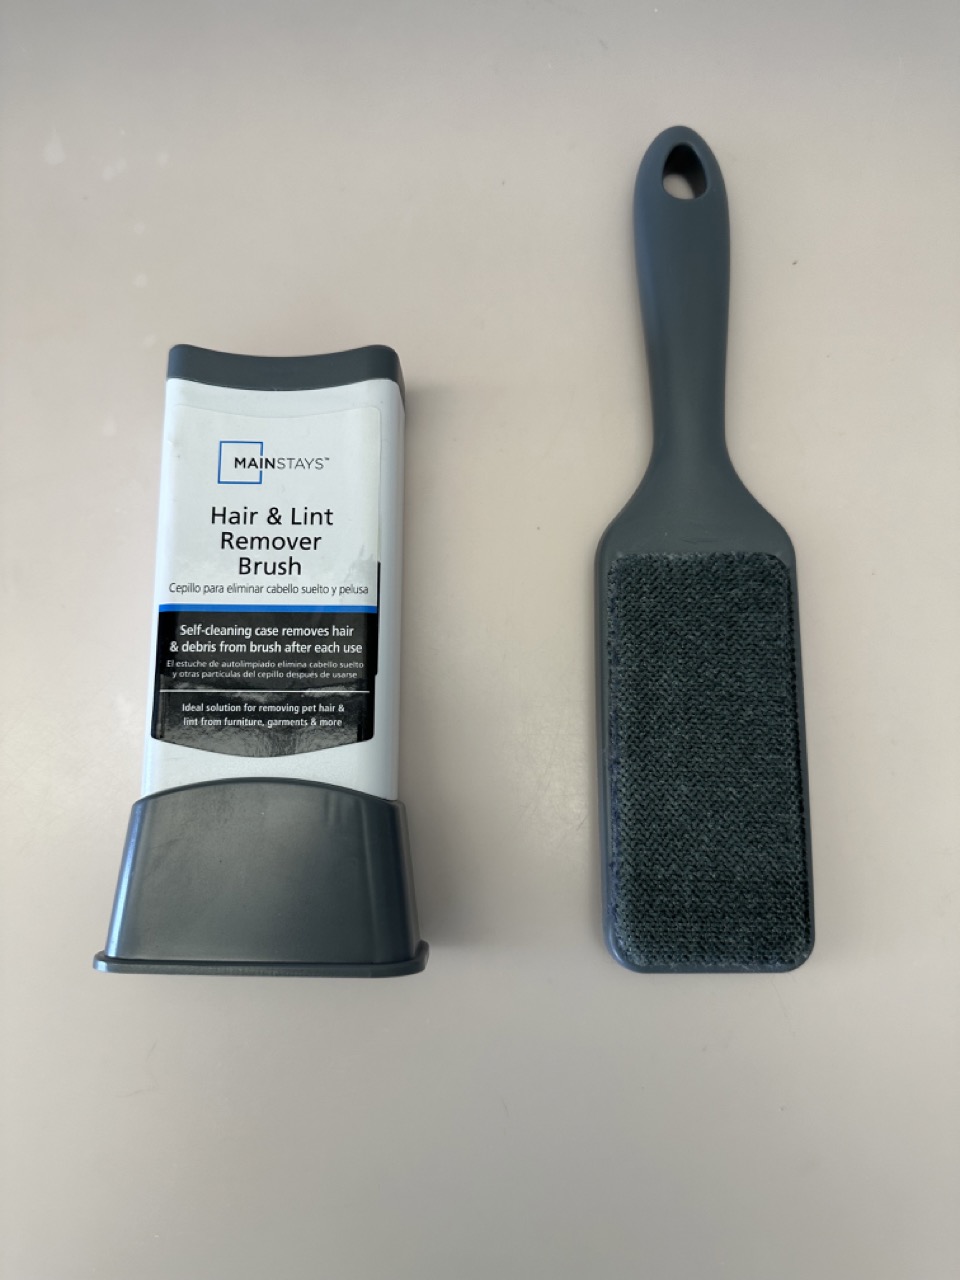 MAINSTAYS™
Hair & Lint
Remover
Brush
Cepillo para eliminar cabello suelto y pelusa
Self-cleaning case removes hair
& debris from brush after each use
El estuche de autolimpiado elimina cabello suelto
y otras partículas del cepillo después de usarse
Ideal solution for removing pet hair &
lint from furniture, garments & more